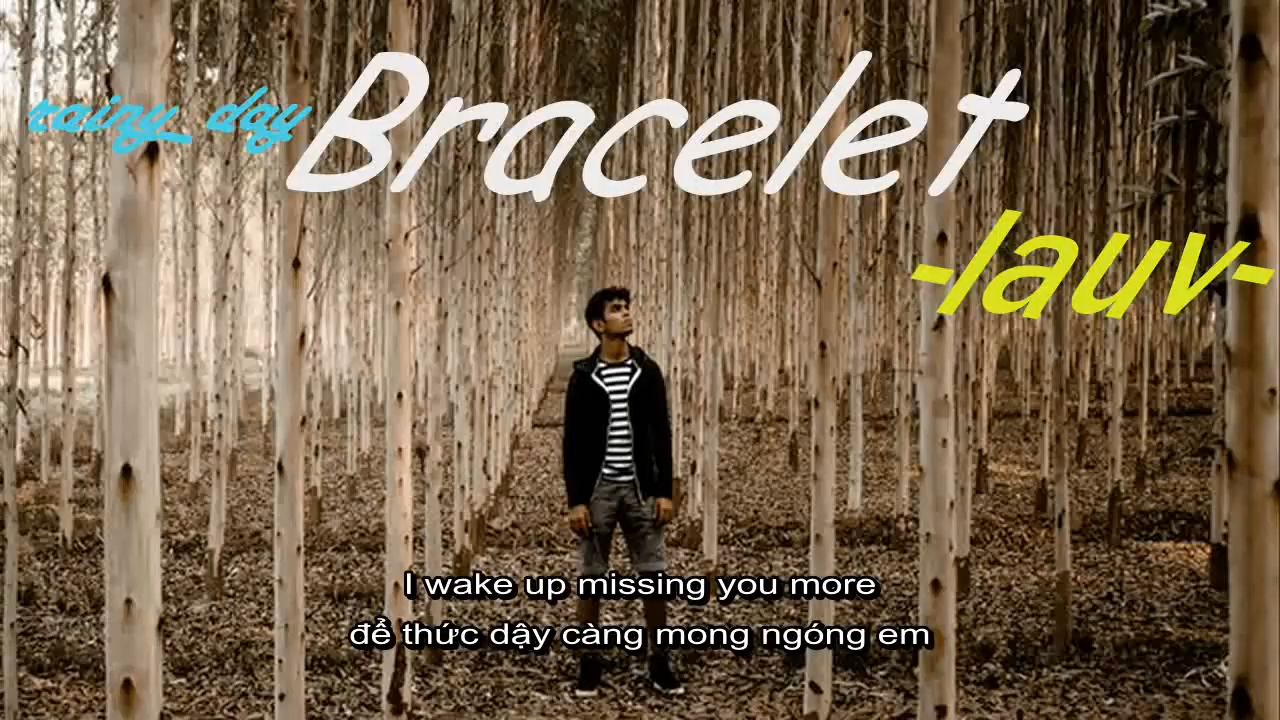 rainy day
Bracelet
-lauv-
I wake up missing you more
để thức dậy càng mong ngóng em